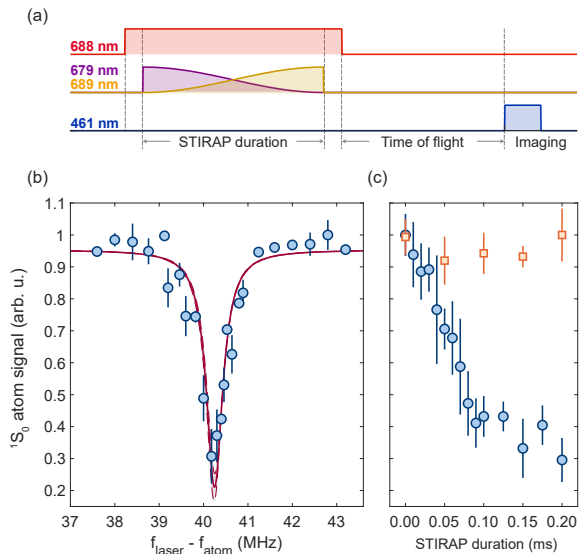 (a)
688 nm
679 nm
689 nm
461 nm
STIRAP duration
Time of flight
Imaging
(b)
(c)
1.1
1
0.9
0.8
0.7
0.6
0.5
0.4
0.3
0.2
¹S₀ atom signal (arb. u.)
37 38 39 40 41 42 43
0.00 0.05 0.10 0.15 0.20
f_laser - f_atom (MHz)
STIRAP duration (ms)